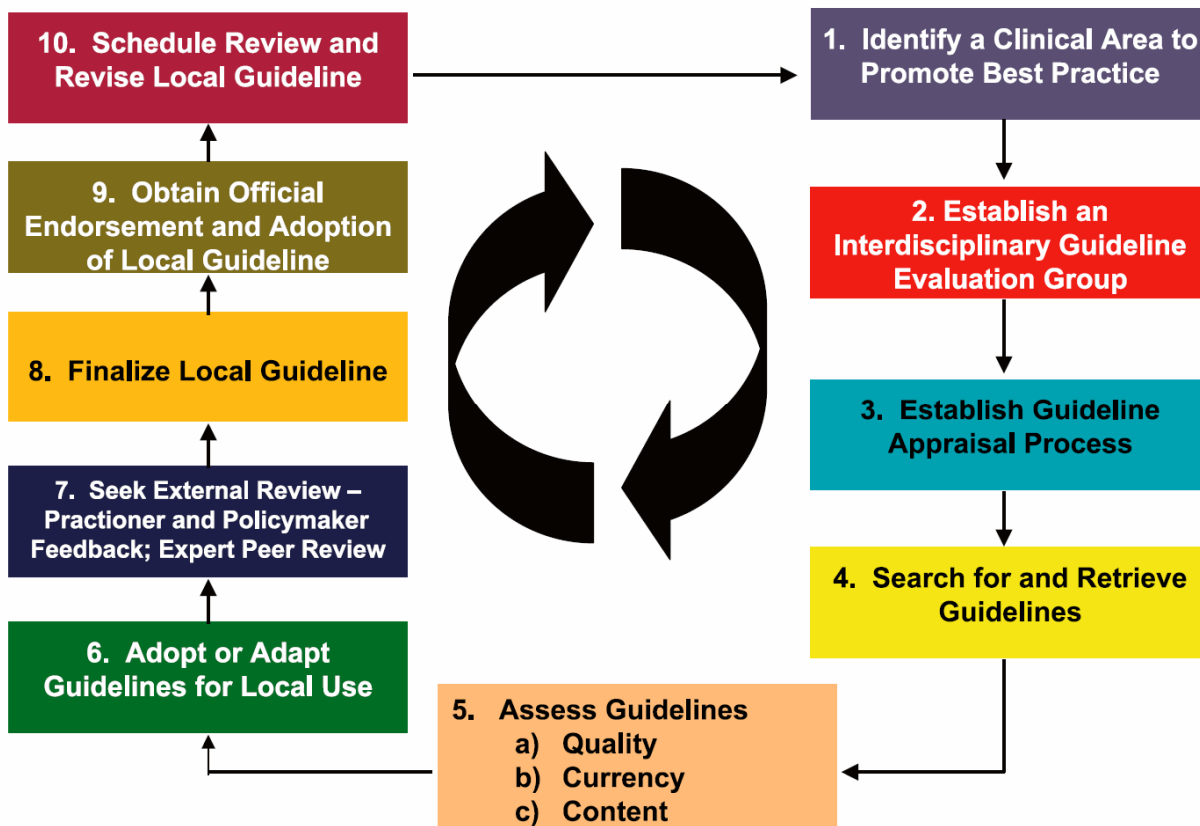 1. Identify a Clinical Area to
Promote Best Practice
2. Establish an
Interdisciplinary Guideline
Evaluation Group
3. Establish Guideline
Appraisal Process
4. Search for and Retrieve
Guidelines
5. Assess Guidelines
a) Quality
b) Currency
c) Content
6. Adopt or Adapt
Guidelines for Local Use
7. Seek External Review –
Practioner and Policymaker
Feedback; Expert Peer Review
8. Finalize Local Guideline
9. Obtain Official
Endorsement and Adoption
of Local Guideline
10. Schedule Review and
Revise Local Guideline